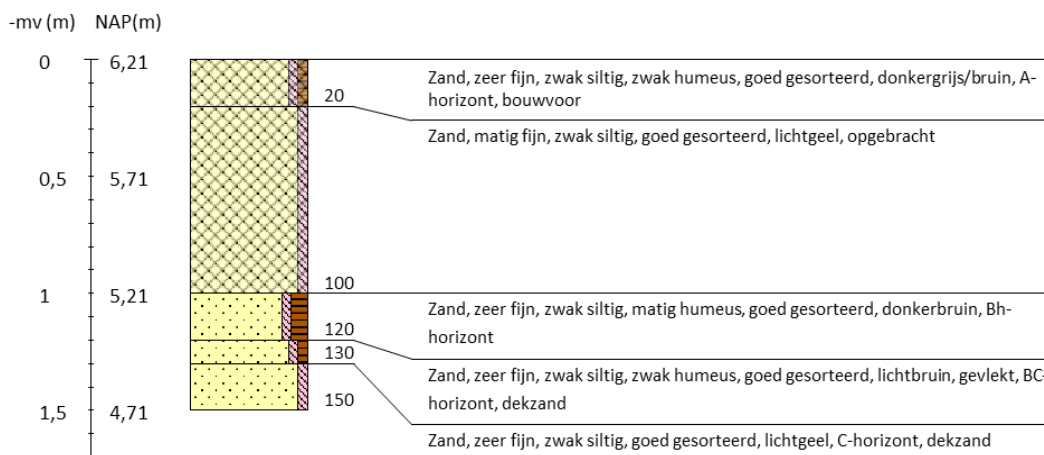 -mv (m) NAP(m)
0 6,21
Zand, zeer fijn, zwak siltig, zwak humeus, goed gesorteerd, donkergrijs/bruin, A-
horizont, bouwvoor
20
Zand, matig fijn, zwak siltig, goed gesorteerd, lichtgeel, opgebracht
0,5 5,71
100
1 5,21
Zand, zeer fijn, zwak siltig, matig humeus, goed gesorteerd, donkerbruin, Bh-
horizont
120
130
Zand, zeer fijn, zwak siltig, zwak humeus, goed gesorteerd, lichtbruin, gevlekt, BC-
horizont, dekzand
150
1,5 4,71
Zand, zeer fijn, zwak siltig, goed gesorteerd, lichtgeel, C-horizont, dekzand